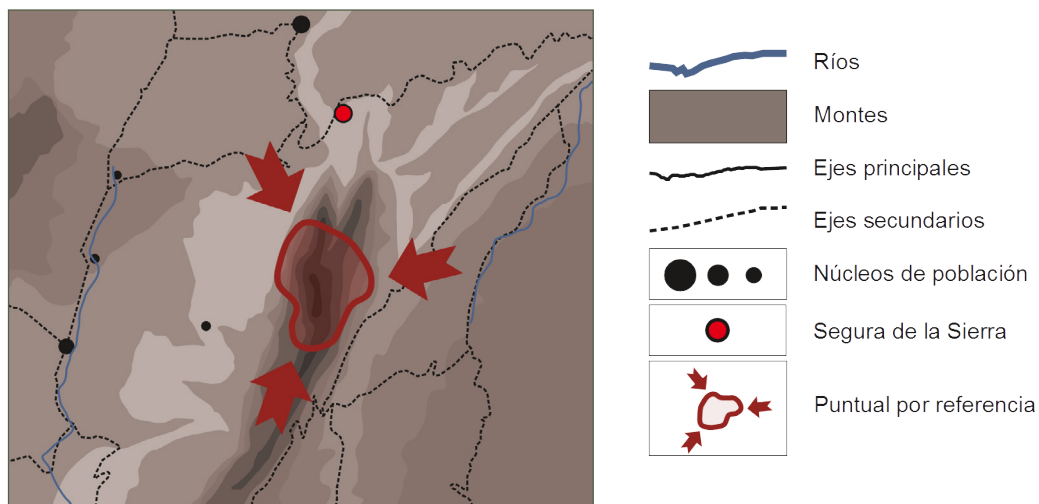 Ríos
Montes
Ejes principales
Ejes secundarios
Núcleos de población
Segura de la Sierra
Puntual por referencia